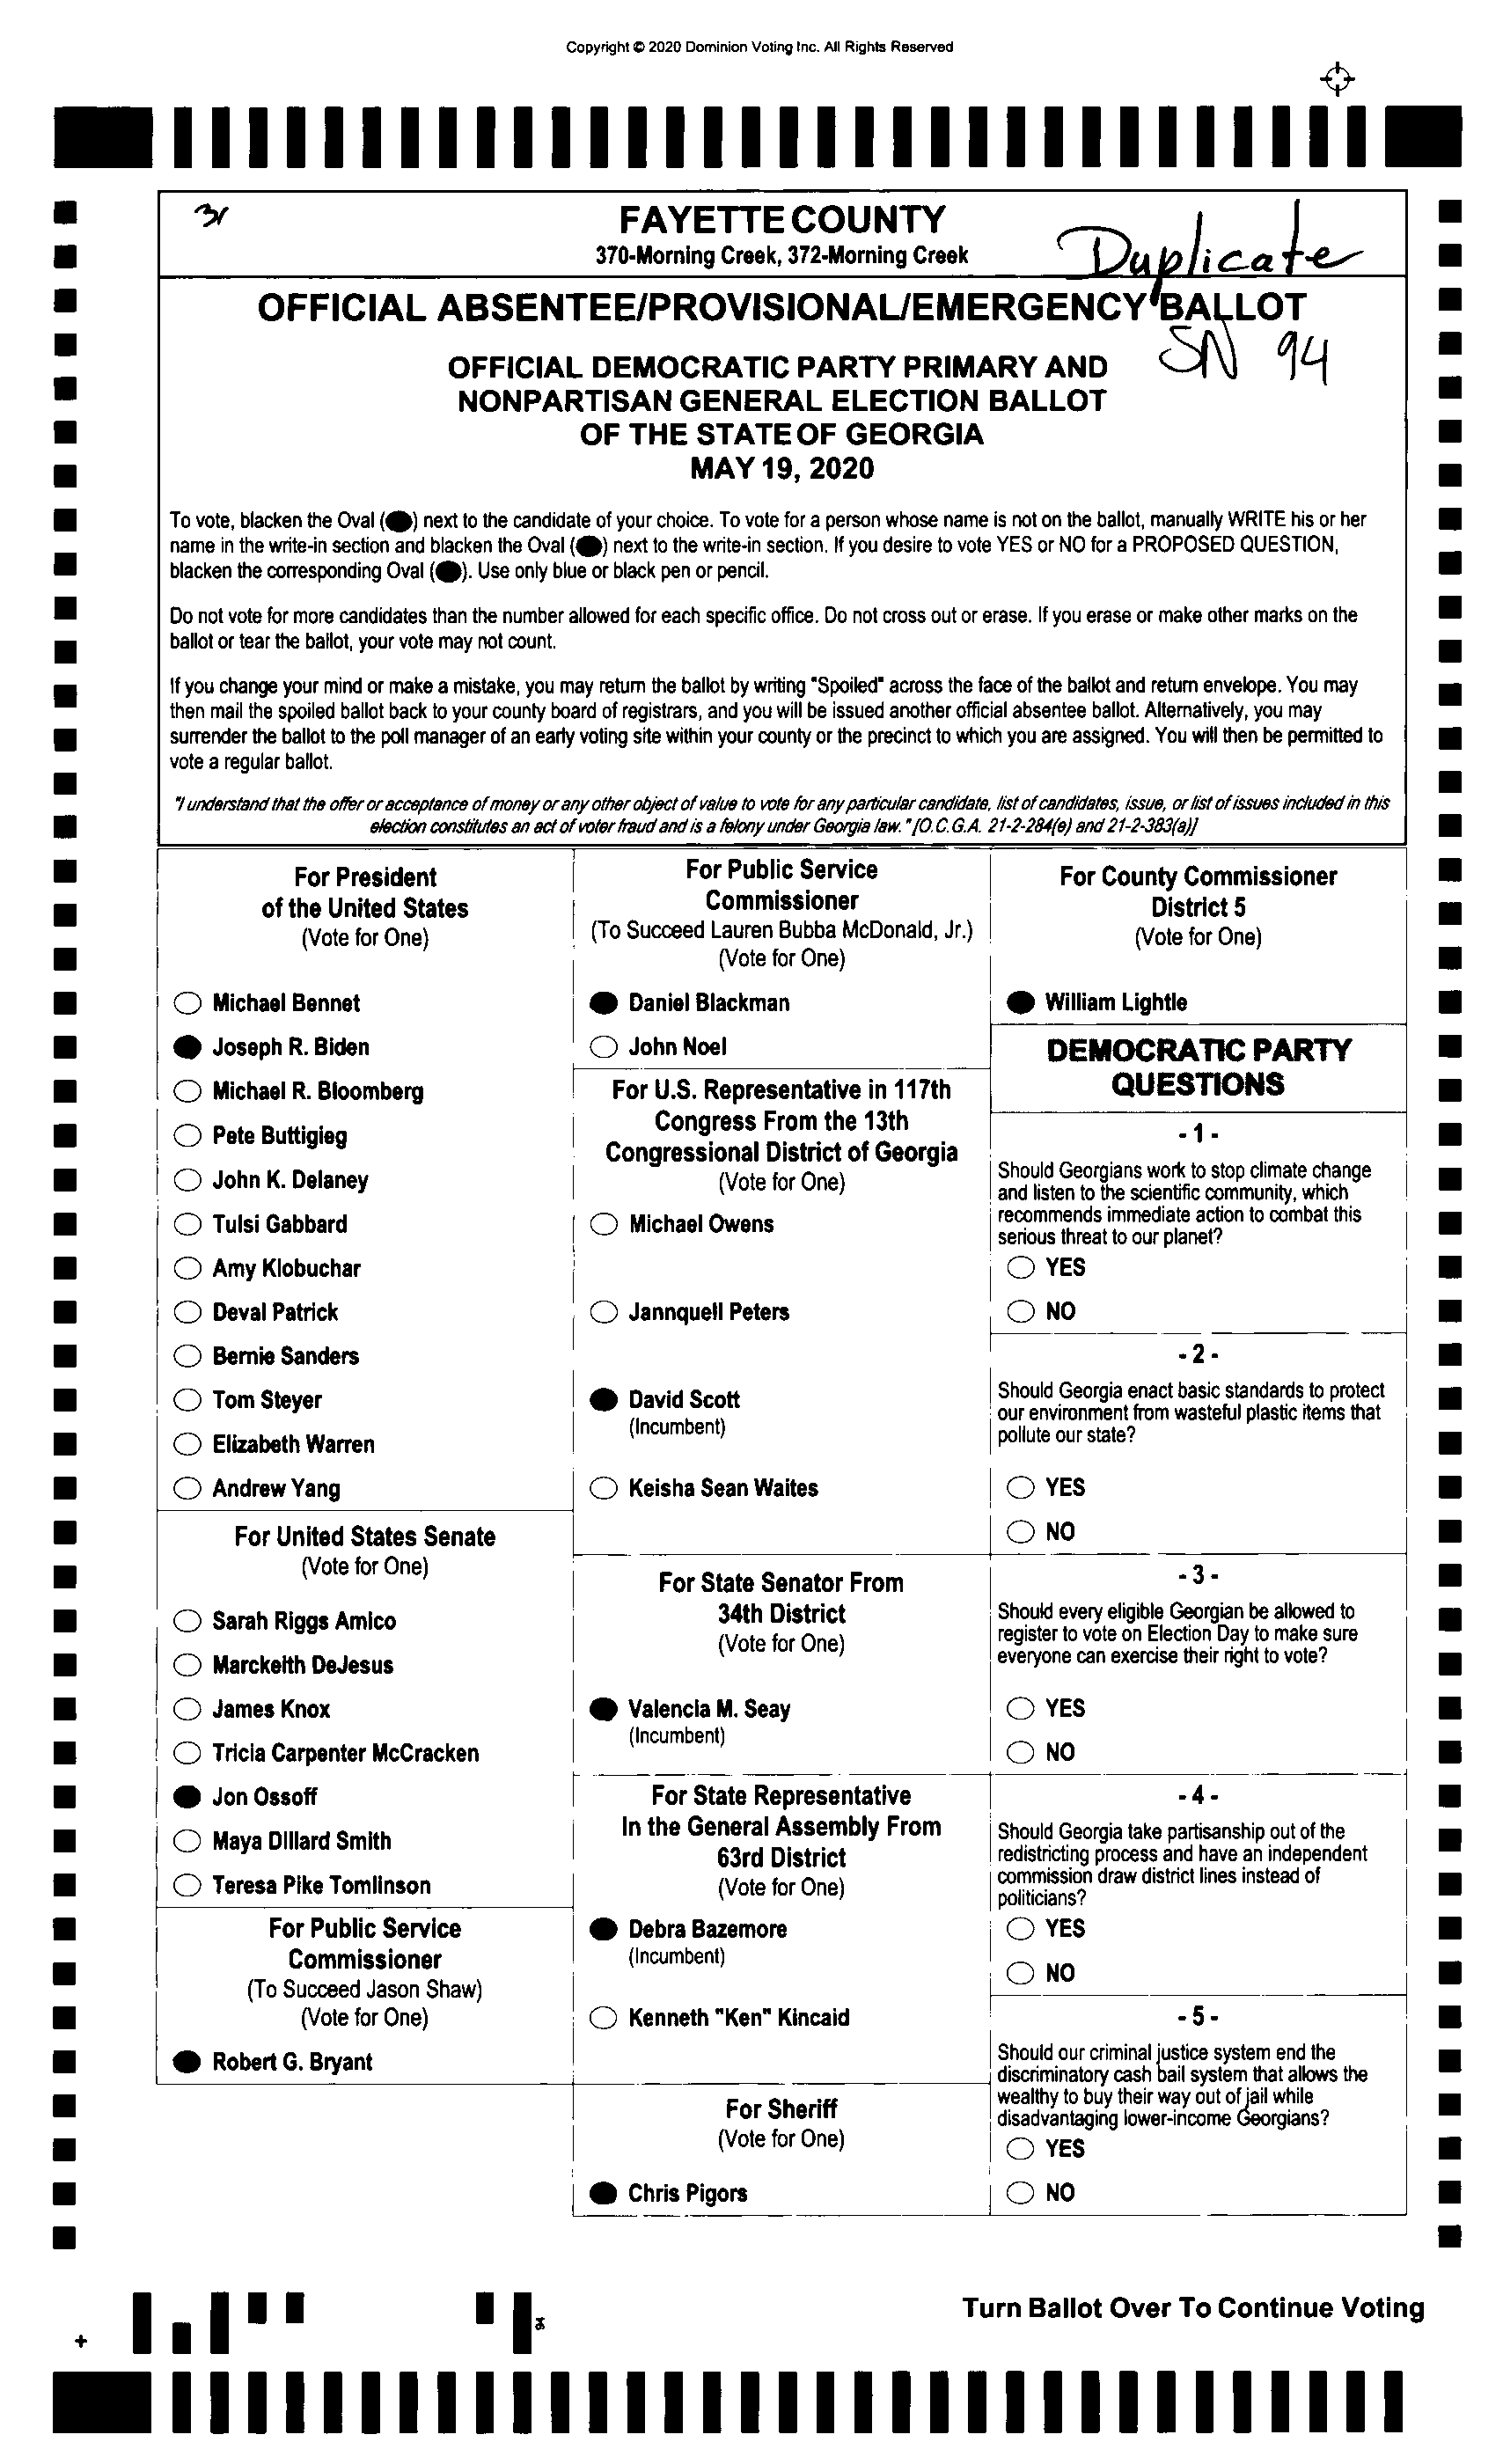 Copyright © 2020 Dominion Voting Inc. All Rights Reserved
31
FAYETTE COUNTY
370-Morning Creek, 372-Morning Creek
Duplicate
OFFICIAL ABSENTEE/PROVISIONAL/EMERGENCY BALLOT
SN 94
OFFICIAL DEMOCRATIC PARTY PRIMARY AND
NONPARTISAN GENERAL ELECTION BALLOT
OF THE STATE OF GEORGIA
MAY 19, 2020
To vote, blacken the Oval (●) next to the candidate of your choice. To vote for a person whose name is not on the ballot, manually WRITE his or her
name in the write-in section and blacken the Oval (●) next to the write-in section. If you desire to vote YES or NO for a PROPOSED QUESTION,
blacken the corresponding Oval (●). Use only blue or black pen or pencil.
Do not vote for more candidates than the number allowed for each specific office. Do not cross out or erase. If you erase or make other marks on the
ballot or tear the ballot, your vote may not count.
If you change your mind or make a mistake, you may return the ballot by writing "Spoiled" across the face of the ballot and return envelope. You may
then mail the spoiled ballot back to your county board of registrars, and you will be issued another official absentee ballot. Alternatively, you may
surrender the ballot to the poll manager of an early voting site within your county or the precinct to which you are assigned. You will then be permitted to
vote a regular ballot.
"I understand that the offer or acceptance of money or any other object of value to vote for any particular candidate, list of candidates, issue, or list of issues included in this
election constitutes an act of voter fraud and is a felony under Georgia law. "[O.C.G.A. 21-2-284(e) and 21-2-383(a)]
For President
of the United States
(Vote for One)
Michael Bennet
Joseph R. Biden
Michael R. Bloomberg
Pete Buttigieg
John K. Delaney
Tulsi Gabbard
Amy Klobuchar
Deval Patrick
Bernie Sanders
Tom Steyer
Elizabeth Warren
Andrew Yang
For United States Senate
(Vote for One)
Sarah Riggs Amico
Marckeith DeJesus
James Knox
Tricia Carpenter McCracken
Jon Ossoff
Maya Dillard Smith
Teresa Pike Tomlinson
For Public Service
Commissioner
(To Succeed Jason Shaw)
(Vote for One)
Robert G. Bryant
For Public Service
Commissioner
(To Succeed Lauren Bubba McDonald, Jr.)
(Vote for One)
Daniel Blackman
John Noel
For U.S. Representative in 117th
Congress From the 13th
Congressional District of Georgia
(Vote for One)
Michael Owens
Jannquell Peters
David Scott
(Incumbent)
Keisha Sean Waites
For State Senator From
34th District
(Vote for One)
Valencia M. Seay
(Incumbent)
For State Representative
In the General Assembly From
63rd District
(Vote for One)
Debra Bazemore
(Incumbent)
Kenneth "Ken" Kincaid
For Sheriff
(Vote for One)
Chris Pigors
For County Commissioner
District 5
(Vote for One)
William Lightle
DEMOCRATIC PARTY
QUESTIONS
- 1 -
Should Georgians work to stop climate change
and listen to the scientific community, which
recommends immediate action to combat this
serious threat to our planet?
YES
NO
- 2 -
Should Georgia enact basic standards to protect
our environment from wasteful plastic items that
pollute our state?
YES
NO
- 3 -
Should every eligible Georgian be allowed to
register to vote on Election Day to make sure
everyone can exercise their right to vote?
YES
NO
- 4 -
Should Georgia take partisanship out of the
redistricting process and have an independent
commission draw district lines instead of
politicians?
YES
NO
- 5 -
Should our criminal justice system end the
discriminatory cash bail system that allows the
wealthy to buy their way out of jail while
disadvantaging lower-income Georgians?
YES
NO
Turn Ballot Over To Continue Voting